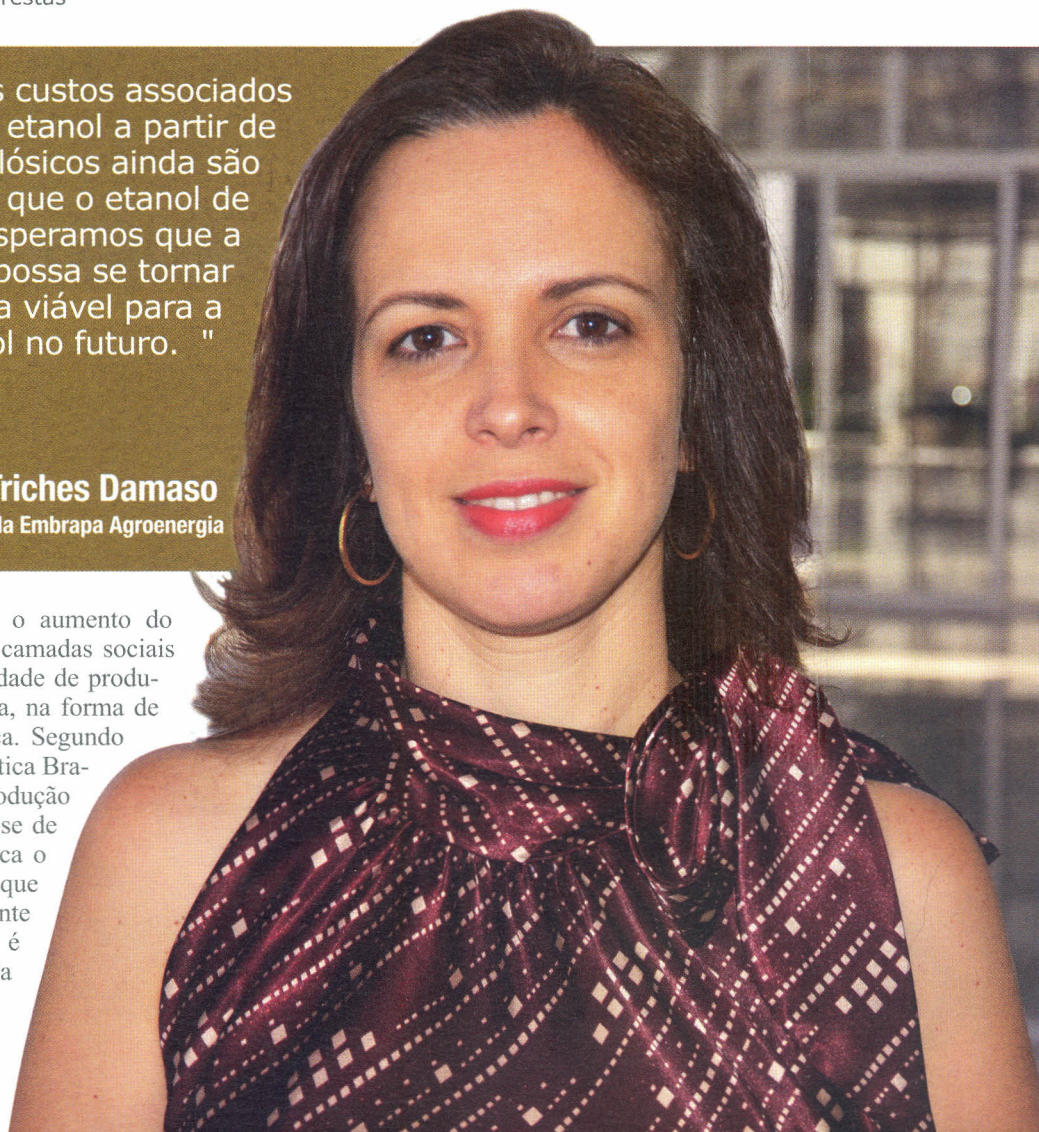 s custos associados
etanol a partir de
lósicos ainda são
que o etanol de
speramos que a
possa se tornar
a viável para a
ol no futuro. "
riches Damaso
la Embrapa Agroenergia
o aumento do
camadas sociais
dade de produ-
a, na forma de
ca. Segundo
tica Bra-
odução
se de
ca o
que
nte
é
a